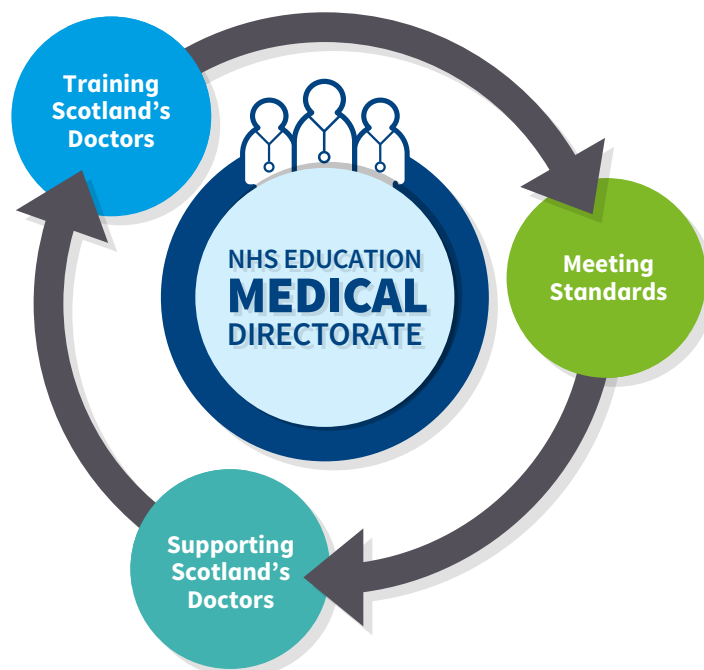 Training
Scotland's
Doctors
NHS EDUCATION
MEDICAL
DIRECTORATE
Meeting
Standards
Supporting
Scotland's
Doctors